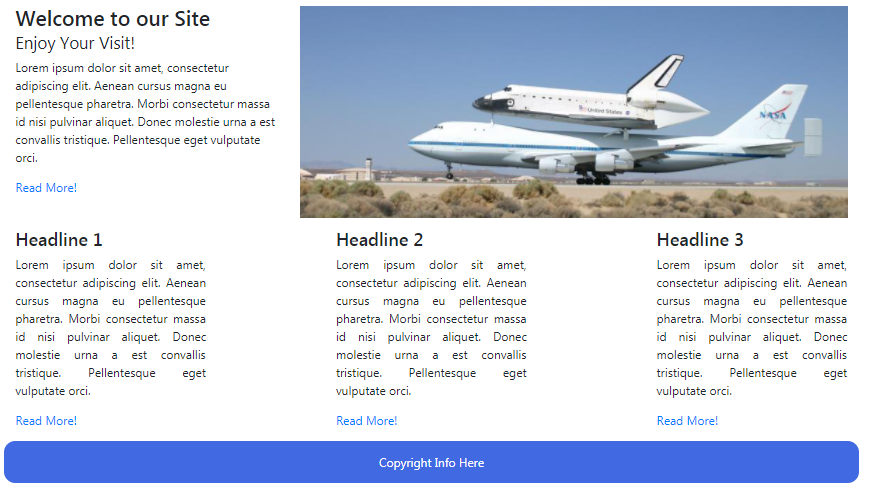 Welcome to our Site
Enjoy Your Visit!
Lorem ipsum dolor sit amet, consectetur
adipiscing elit. Aenean cursus magna eu
pellentesque pharetra. Morbi consectetur massa
id nisi pulvinar aliquet. Donec molestie urna a est
convallis tristique. Pellentesque eget vulputate
orci.
Read More!
United States
NASA
Headline 1
Lorem ipsum dolor sit amet,
consectetur adipiscing elit. Aenean
cursus magna eu pellentesque
pharetra. Morbi consectetur massa
id nisi pulvinar aliquet. Donec
molestie urna a est convallis
tristique. Pellentesque eget
vulputate orci.
Read More!
Headline 2
Lorem ipsum dolor sit amet,
consectetur adipiscing elit. Aenean
cursus magna eu pellentesque
pharetra. Morbi consectetur massa
id nisi pulvinar aliquet. Donec
molestie urna a est convallis
tristique. Pellentesque eget
vulputate orci.
Read More!
Headline 3
Lorem ipsum dolor sit amet,
consectetur adipiscing elit. Aenean
cursus magna eu pellentesque
pharetra. Morbi consectetur massa
id nisi pulvinar aliquet. Donec
molestie urna a est convallis
tristique. Pellentesque eget
vulputate orci.
Read More!
Copyright Info Here